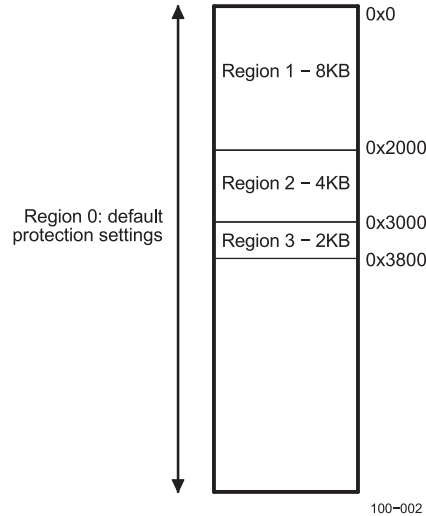 0x0
Region 1 − 8KB
0x2000
Region 2 − 4KB
Region 0: default
protection settings
0x3000
Region 3 − 2KB
0x3800
100−002